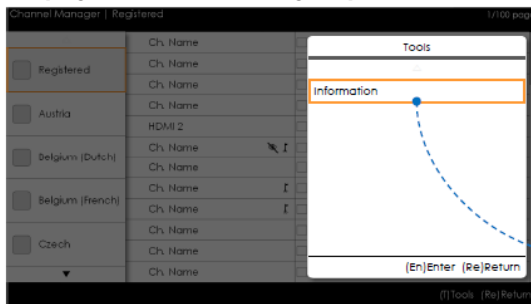 Channel Manager | Registered
1/100 pag
Registered
Austria
Belgium (Dutch)
Belgium (French)
Czech
Ch. Name
Ch. Name
Ch. Name
Ch. Name
HDMI 2
Ch. Name
Ch. Name
Ch. Name
Ch. Name
Ch. Name
Ch. Name
Ch. Name
Tools
...
Information
(En)Enter (Re)Return
(T)Tools (Re)Return